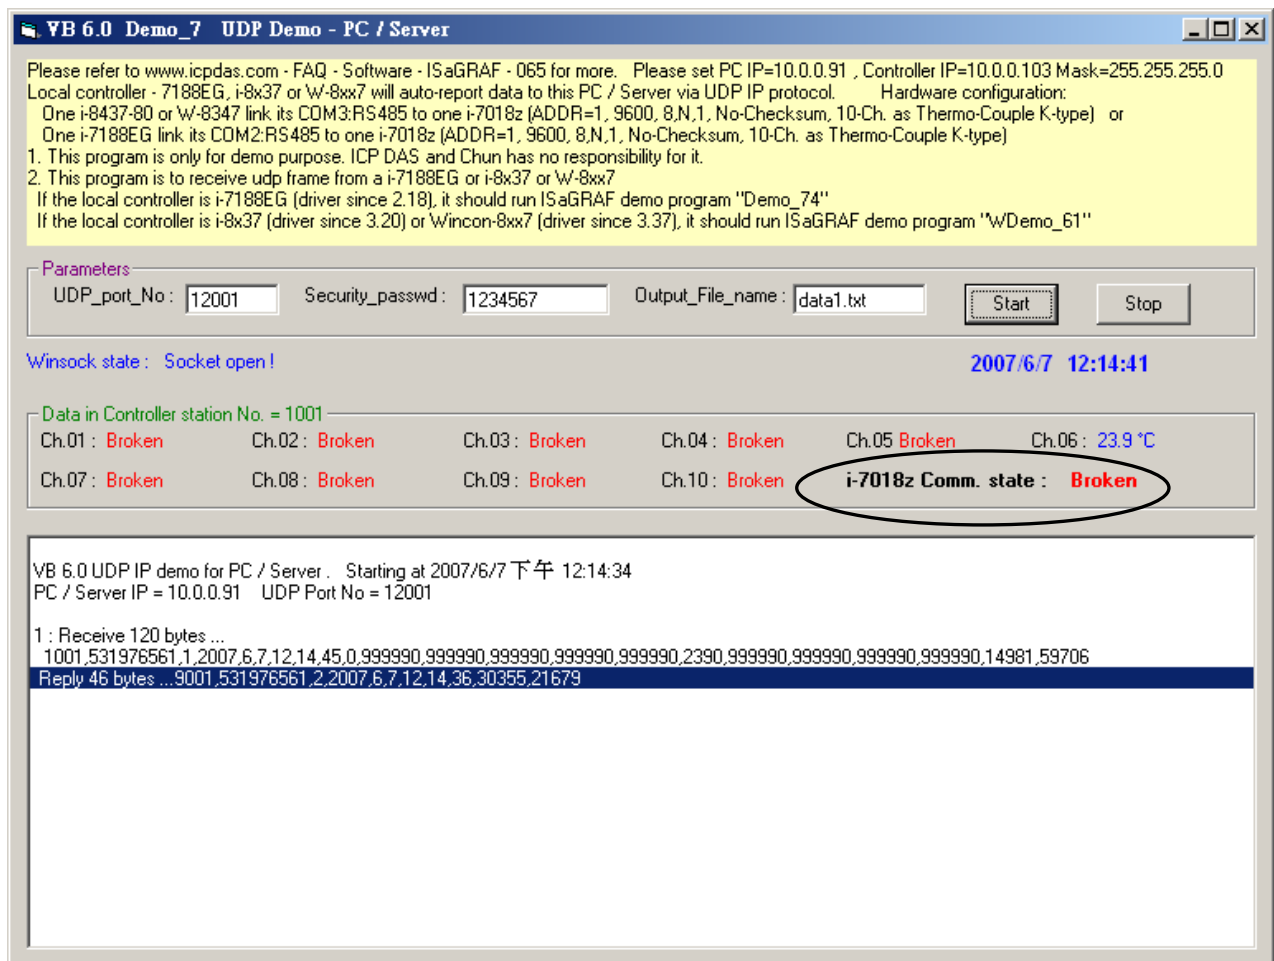 VB 6.0 Demo_7 UDP Demo - PC / Server
Please refer to www.icpdas.com - FAQ - Software - ISaGRAF - 065 for more. Please set PC IP=10.0.0.91 , Controller IP=10.0.0.103 Mask=255.255.255.0
Local controller - 7188EG, i-8x37 or W-8xx7 will auto-report data to this PC / Server via UDP IP protocol. Hardware configuration:
One i-8437-80 or W-8347 link its COM3:RS485 to one i-7018z (ADDR=1, 9600, 8,N,1, No-Checksum, 10-Ch. as Thermo-Couple K-type) or
One i-7188EG link its COM2:RS485 to one i-7018z (ADDR=1, 9600, 8,N,1, No-Checksum, 10-Ch. as Thermo-Couple K-type)
1. This program is only for demo purpose. ICP DAS and Chun has no responsibility for it.
2. This program is to receive udp frame from a i-7188EG or i-8x37 or W-8xx7
If the local controller is i-7188EG (driver since 2.18), it should run ISaGRAF demo program "Demo_74"
If the local controller is i-8x37 (driver since 3.20) or Wincon-8xx7 (driver since 3.37), it should run ISaGRAF demo program "WDemo_61"
Parameters
UDP_port_No : 12001 Security_passwd : 1234567 Output_File_name : data1.txt Start Stop
Winsock state : Socket open ! 2007/6/7 12:14:41
Data in Controller station No. = 1001
Ch.01 : Broken Ch.02 : Broken Ch.03 : Broken Ch.04 : Broken Ch.05 Broken Ch.06 : 23.9 °C
Ch.07 : Broken Ch.08 : Broken Ch.09 : Broken Ch.10 : Broken i-7018z Comm. state : Broken
VB 6.0 UDP IP demo for PC / Server . Starting at 2007/6/7 下午 12:14:34
PC / Server IP = 10.0.0.91 UDP Port No = 12001
1 : Receive 120 bytes ...
1001,531976561,1,2007,6,7,12,14,45,0,999990,999990,999990,999990,999990,2390,999990,999990,999990,999990,14981,59706
Reply 46 bytes ...9001,531976561,2,2007,6,7,12,14,36,30355,21679